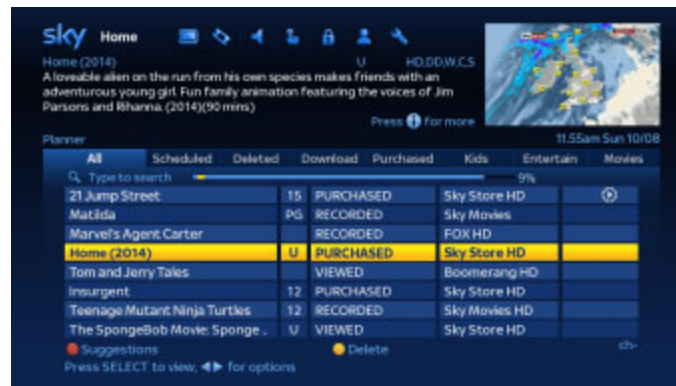 sky Home
Home (2014) U HD,DD,W,C,S
A loveable alien on the run from his own species makes friends with an
adventurous young girl. Fun family animation featuring the voices of Jim
Parsons and Rihanna. (2014)(90 mins)
Press i for more
Planner 11.55am Sun 10/08
All Scheduled Deleted Download Purchased Kids Entertain Movies
Type to search 9%
21 Jump Street 15 PURCHASED Sky Store HD
Matilda PG RECORDED Sky Movies
Marvel's Agent Carter RECORDED FOX HD
Home (2014) U PURCHASED Sky Store HD
Tom and Jerry Tales VIEWED Boomerang HD
Insurgent 12 PURCHASED Sky Store HD
Teenage Mutant Ninja Turtles 12 RECORDED Sky Movies HD
The SpongeBob Movie: Sponge . U VIEWED Sky Store HD
Suggestions Delete ch-
Press SELECT to view, ◀▶ for options